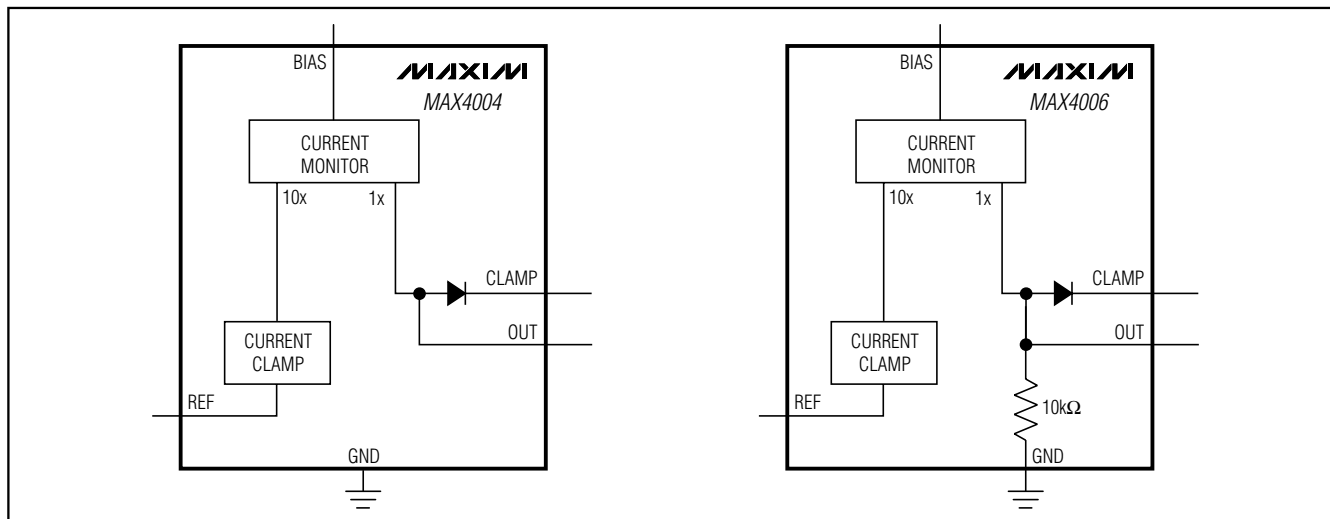 BIAS
MAXIM
MAX4004
CURRENT
MONITOR
10x
1x
CLAMP
OUT
CURRENT
CLAMP
REF
GND
BIAS
MAXIM
MAX4006
CURRENT
MONITOR
10x
1x
CLAMP
OUT
CURRENT
CLAMP
REF
10kΩ
GND